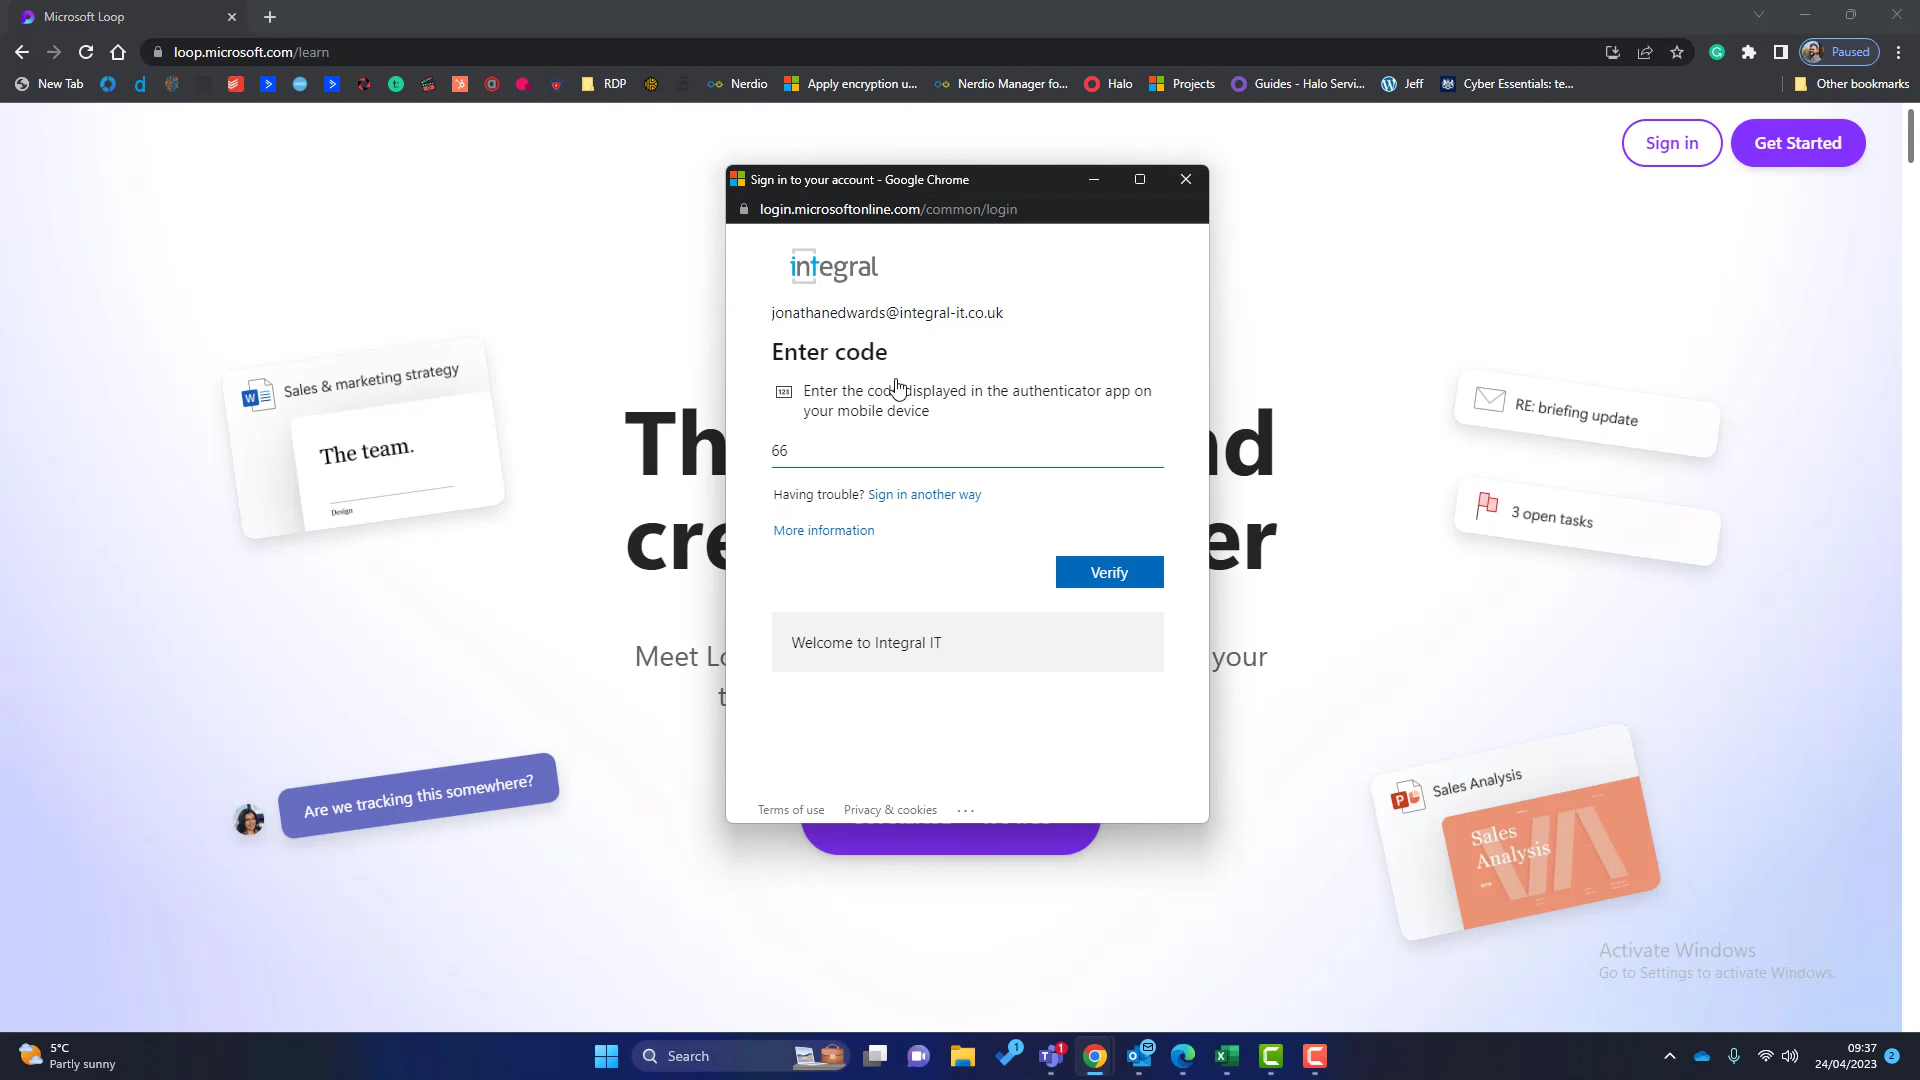 Microsoft Loop
loop.microsoft.com/learn
Paused
New Tab
RDP
Nerdio
Apply encryption u...
Nerdio Manager fo...
Halo
Projects
Guides - Halo Servi...
Jeff
Cyber Essentials: te...
Other bookmarks
Sign in
Get Started
Sign in to your account - Google Chrome
login.microsoftonline.com/common/login
integral
jonathanedwards@integral-it.co.uk
Enter code
123
Enter the code displayed in the authenticator app on
your mobile device
66
Having trouble? Sign in another way
More information
Verify
Welcome to Integral IT
Terms of use
Privacy & cookies
...
Sales & marketing strategy
The team.
Design
RE: briefing update
3 open tasks
Meet
your
Are we tracking this somewhere?
Sales Analysis
Sales
Analysis
Activate Windows
Go to Settings to activate Windows.
5°C
Partly sunny
Search
1
1
09:37
24/04/2023
2